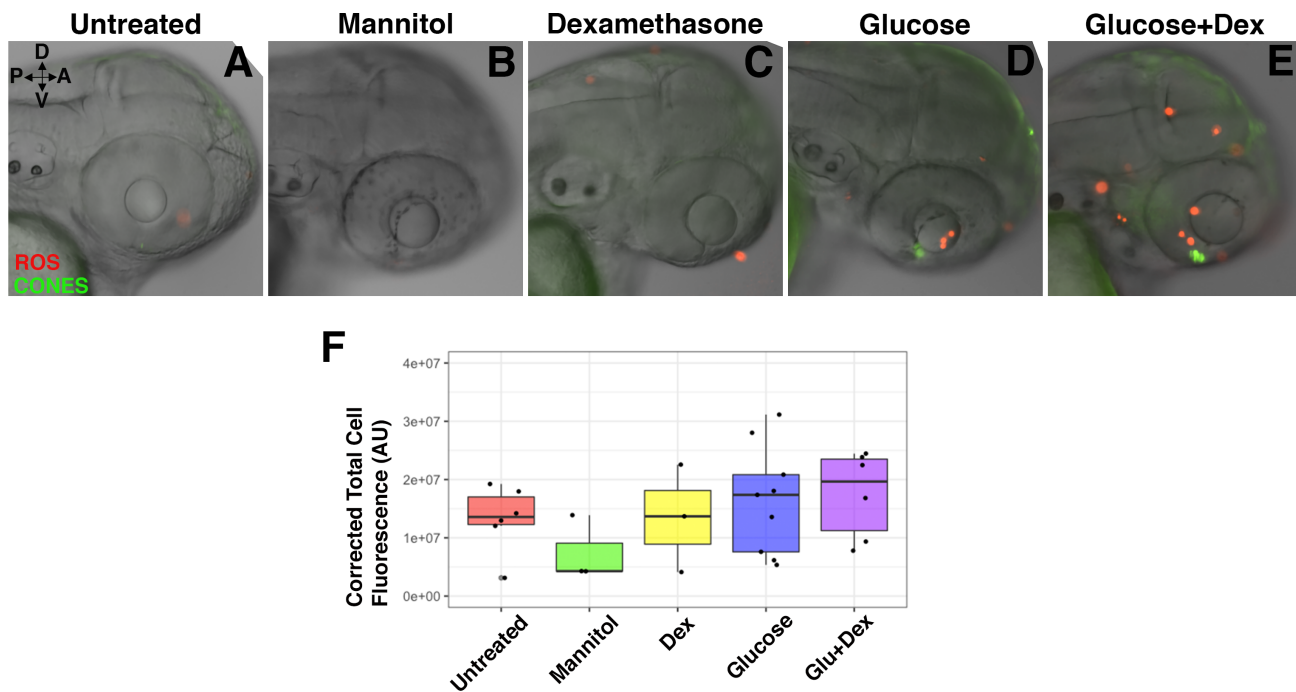 Untreated
Mannitol
Dexamethasone
Glucose
Glucose+Dex
A
B
C
D
E
D
P
A
V
ROS
CONES
F
4e+07
3e+07
2e+07
1e+07
0e+00
Corrected Total Cell
Fluorescence (AU)
Untreated
Mannitol
Dex
Glucose
Glu+Dex